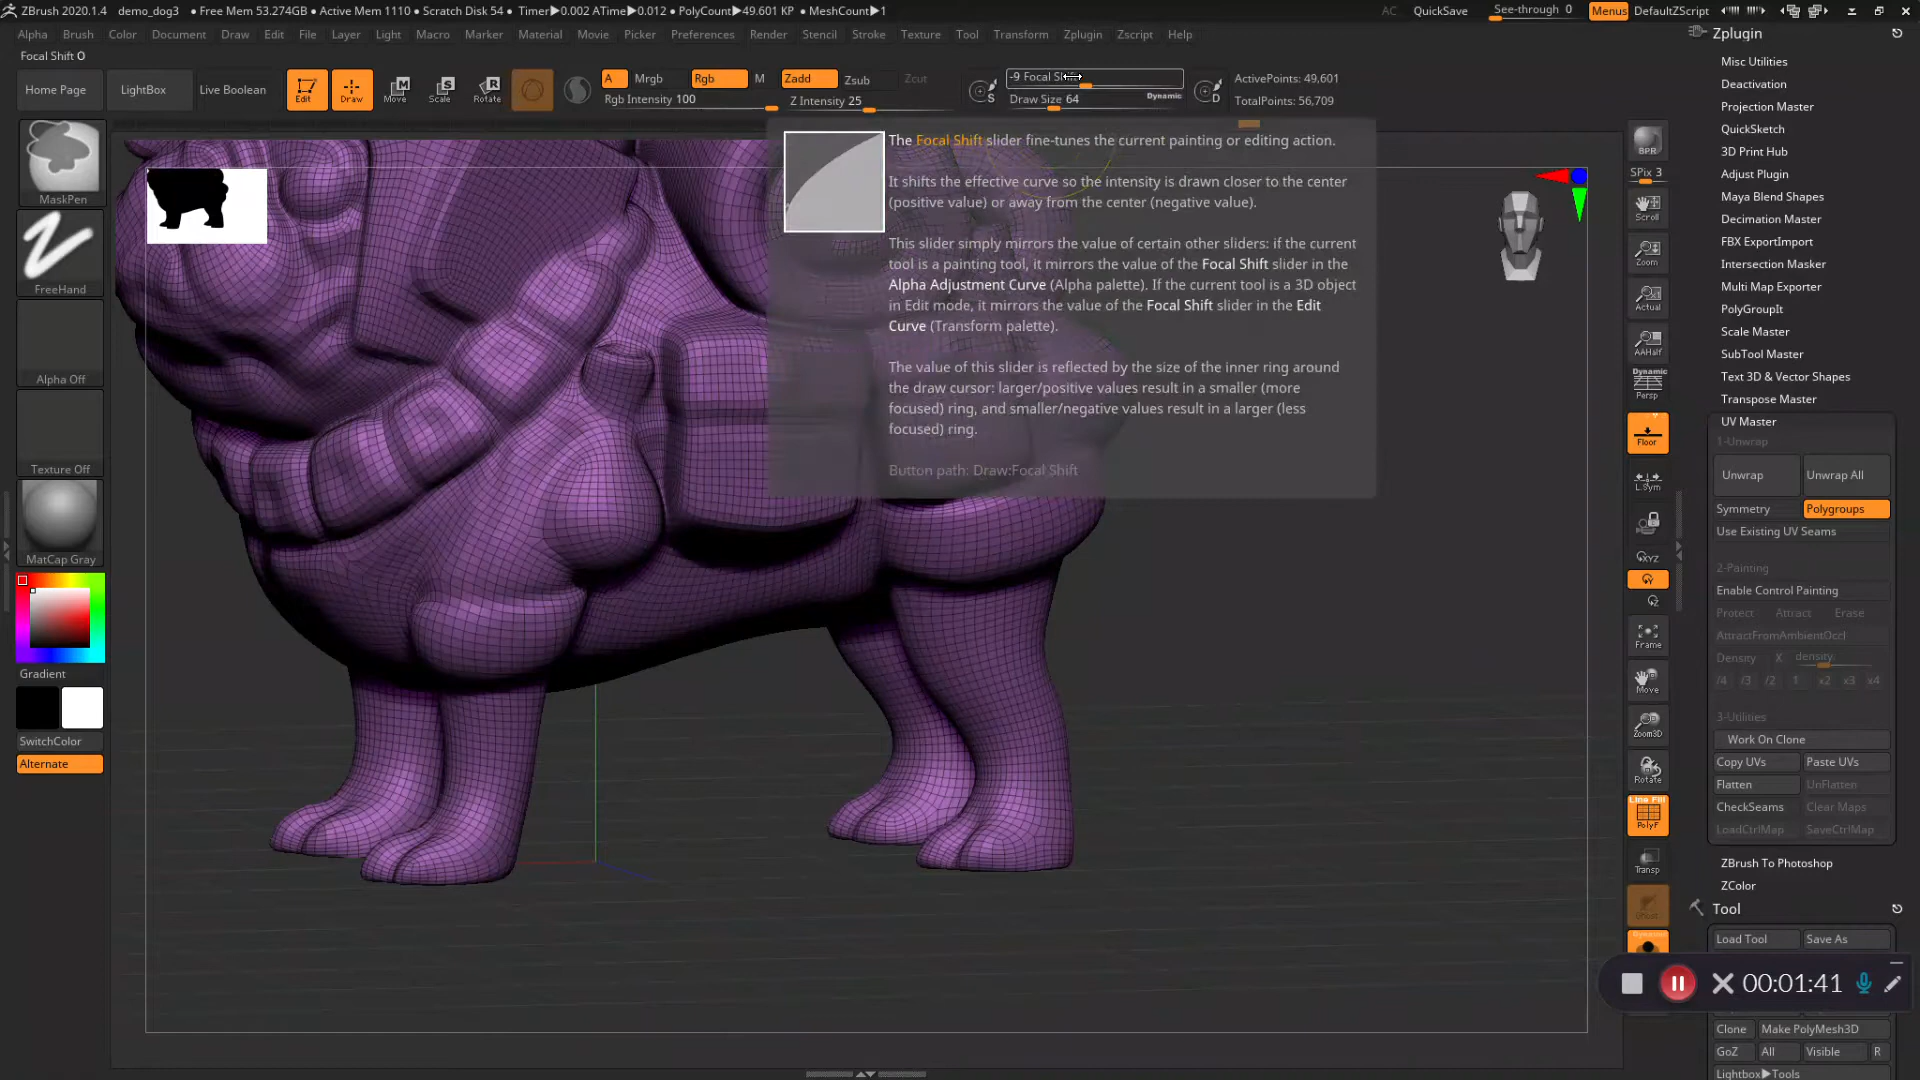 ZBrush 2020.1.4 demo_dog3 • Free Mem 53.274GB • Active Mem 1110 • Scratch Disk 54 • Timer▶0.002 ATime▶0.012 • PolyCount▶49.601 KP • MeshCount▶1 AC QuickSave See-through 0 Menus DefaultZScript
Alpha Brush Color Document Draw Edit File Layer Light Macro Marker Material Movie Picker Preferences Render Stencil Stroke Texture Tool Transform Zplugin Zscript Help
Focal Shift 0
Home Page LightBox Live Boolean Edit Draw Move Scale Rotate
A Mrgb Rgb M Zadd Zsub Zcut
Rgb Intensity 100 Z Intensity 25
S
-9 Focal
Draw Size 64 Dynamic
D
ActivePoints: 49,601
TotalPoints: 56,709
MaskPen
FreeHand
Alpha Off
Texture Off
MatCap Gray
Gradient
SwitchColor
Alternate
The Focal Shift slider fine-tunes the current painting or editing action.
It shifts the effective curve so the intensity is drawn closer to the center
(positive value) or away from the center (negative value).
This slider simply mirrors the value of certain other sliders: if the current
tool is a painting tool, it mirrors the value of the Focal Shift slider in the
Alpha Adjustment Curve (Alpha palette). If the current tool is a 3D object
in Edit mode, it mirrors the value of the Focal Shift slider in the Edit
Curve (Transform palette).
The value of this slider is reflected by the size of the inner ring around
the draw cursor: larger/positive values result in a smaller (more
focused) ring, and smaller/negative values result in a larger (less
focused) ring.
Button path: Draw:Focal Shift
BPR
SPix 3
Scroll
Zoom
Actual
AAHalf
Dynamic
Persp
Floor
L.Sym
XYZ
Y
Z
Frame
Move
Zoom3D
Rotate
Line Fill
PolyF
Transp
Ghost
Dynamic
Zplugin
Misc Utilities
Deactivation
Projection Master
QuickSketch
3D Print Hub
Adjust Plugin
Maya Blend Shapes
Decimation Master
FBX ExportImport
Intersection Masker
Multi Map Exporter
PolyGroupIt
Scale Master
SubTool Master
Text 3D & Vector Shapes
Transpose Master
UV Master
1-Unwrap
Unwrap Unwrap All
Symmetry Polygroups
Use Existing UV Seams
2-Painting
Enable Control Painting
Protect Attract Erase
AttractFromAmbientOccl
Density X density
/4 /3 /2 1 x2 x3 x4
3-Utilities
Work On Clone
Copy UVs Paste UVs
Flatten UnFlatten
CheckSeams Clear Maps
LoadCtrlMap SaveCtrlMap
ZBrush To Photoshop
ZColor
Tool
Load Tool Save As
00:01:41
Clone Make PolyMesh3D
GoZ All Visible R
Lightbox▶Tools